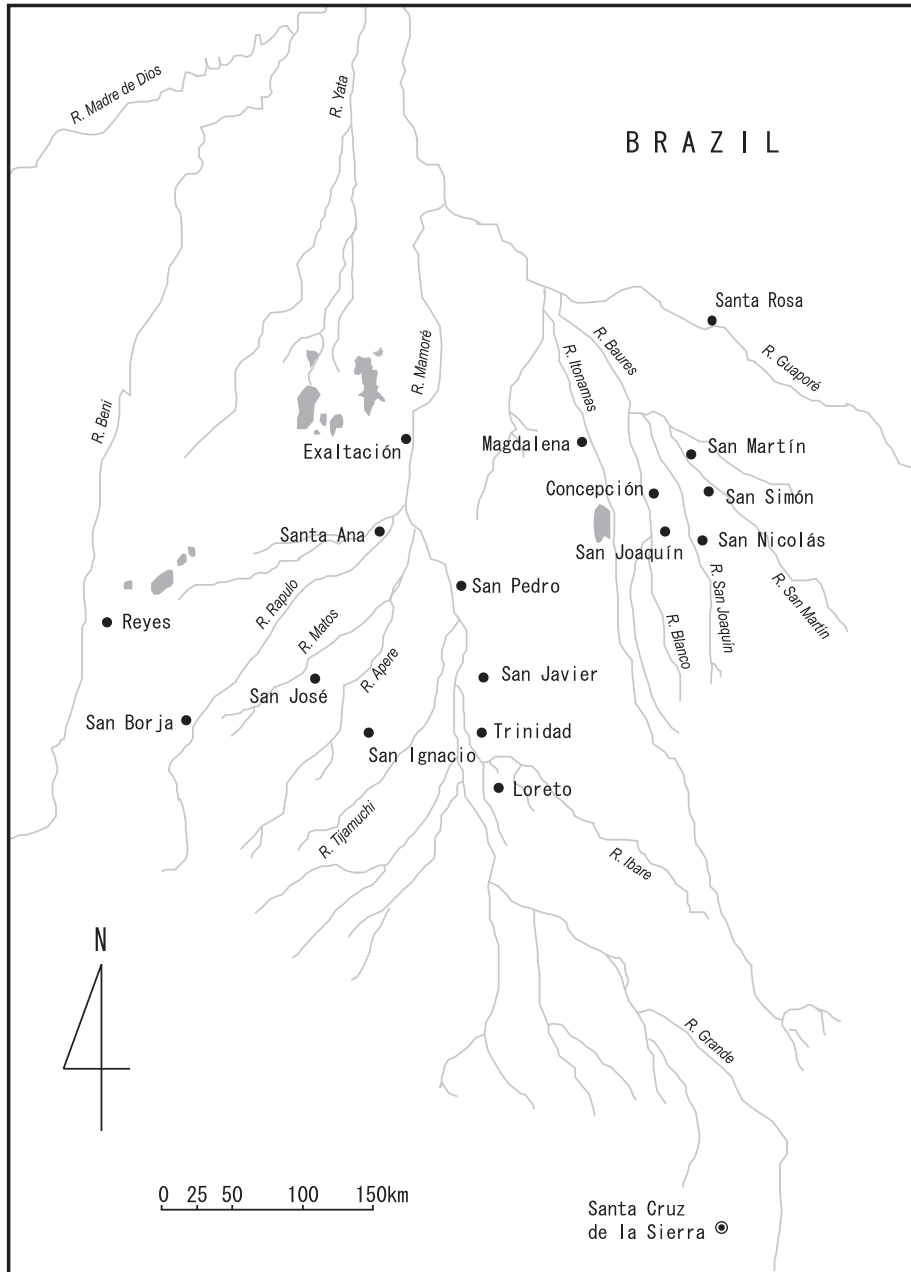 R. Madre de Dios
R. Yata
BRAZIL
Santa Rosa
R. Guaporé
R. Baures
R. Itonamas
R. Mamoré
R. Beni
Exaltación
Magdalena
San Martín
Concepción
San Simón
Santa Ana
San Joaquín
San Nicolás
R. San Martín
R. San Joaquín
R. Blanco
San Pedro
R. Rapulo
Reyes
R. Matos
R. Apere
San José
San Javier
San Borja
Trinidad
San Ignacio
Loreto
R. Tijamuchi
R. Ibare
N
R. Grande
0 25 50 100 150km
Santa Cruz
de la Sierra